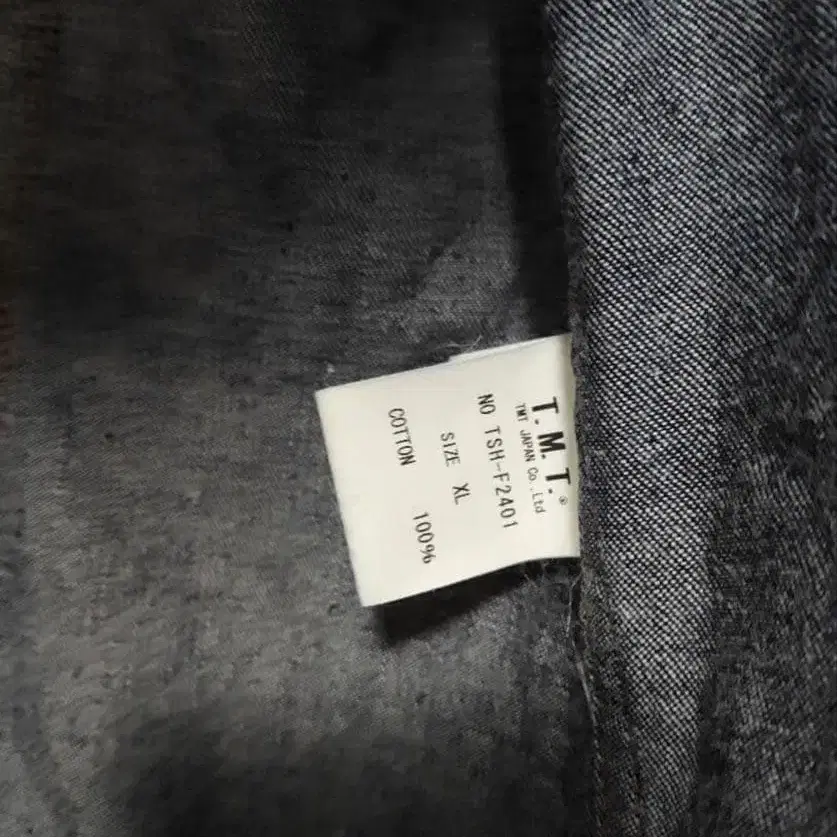 T.M.T.®
TMT JAPAN Co.,Ltd
NO TSH-F2401
SIZE XL
COTTON 100%